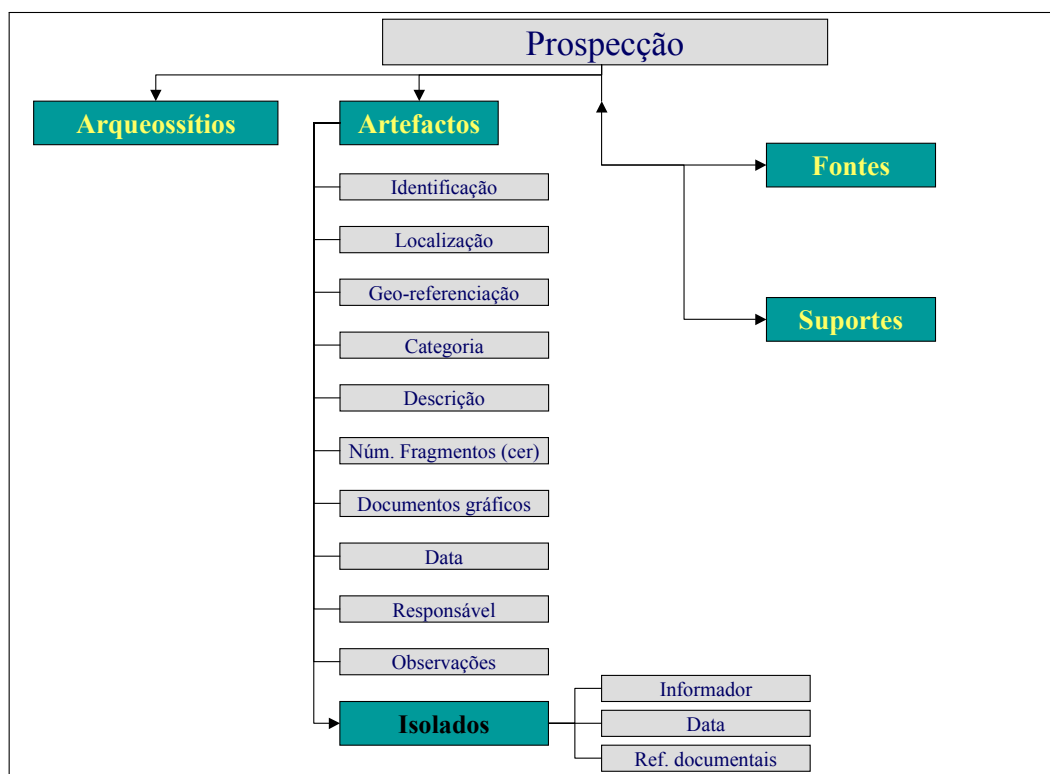 Prospecção
Arqueossítios
Artefactos
Fontes
Identificação
Localização
Geo-referenciação
Suportes
Categoria
Descrição
Núm. Fragmentos (cer)
Documentos gráficos
Data
Responsável
Observações
Isolados
Informador
Data
Ref. documentais